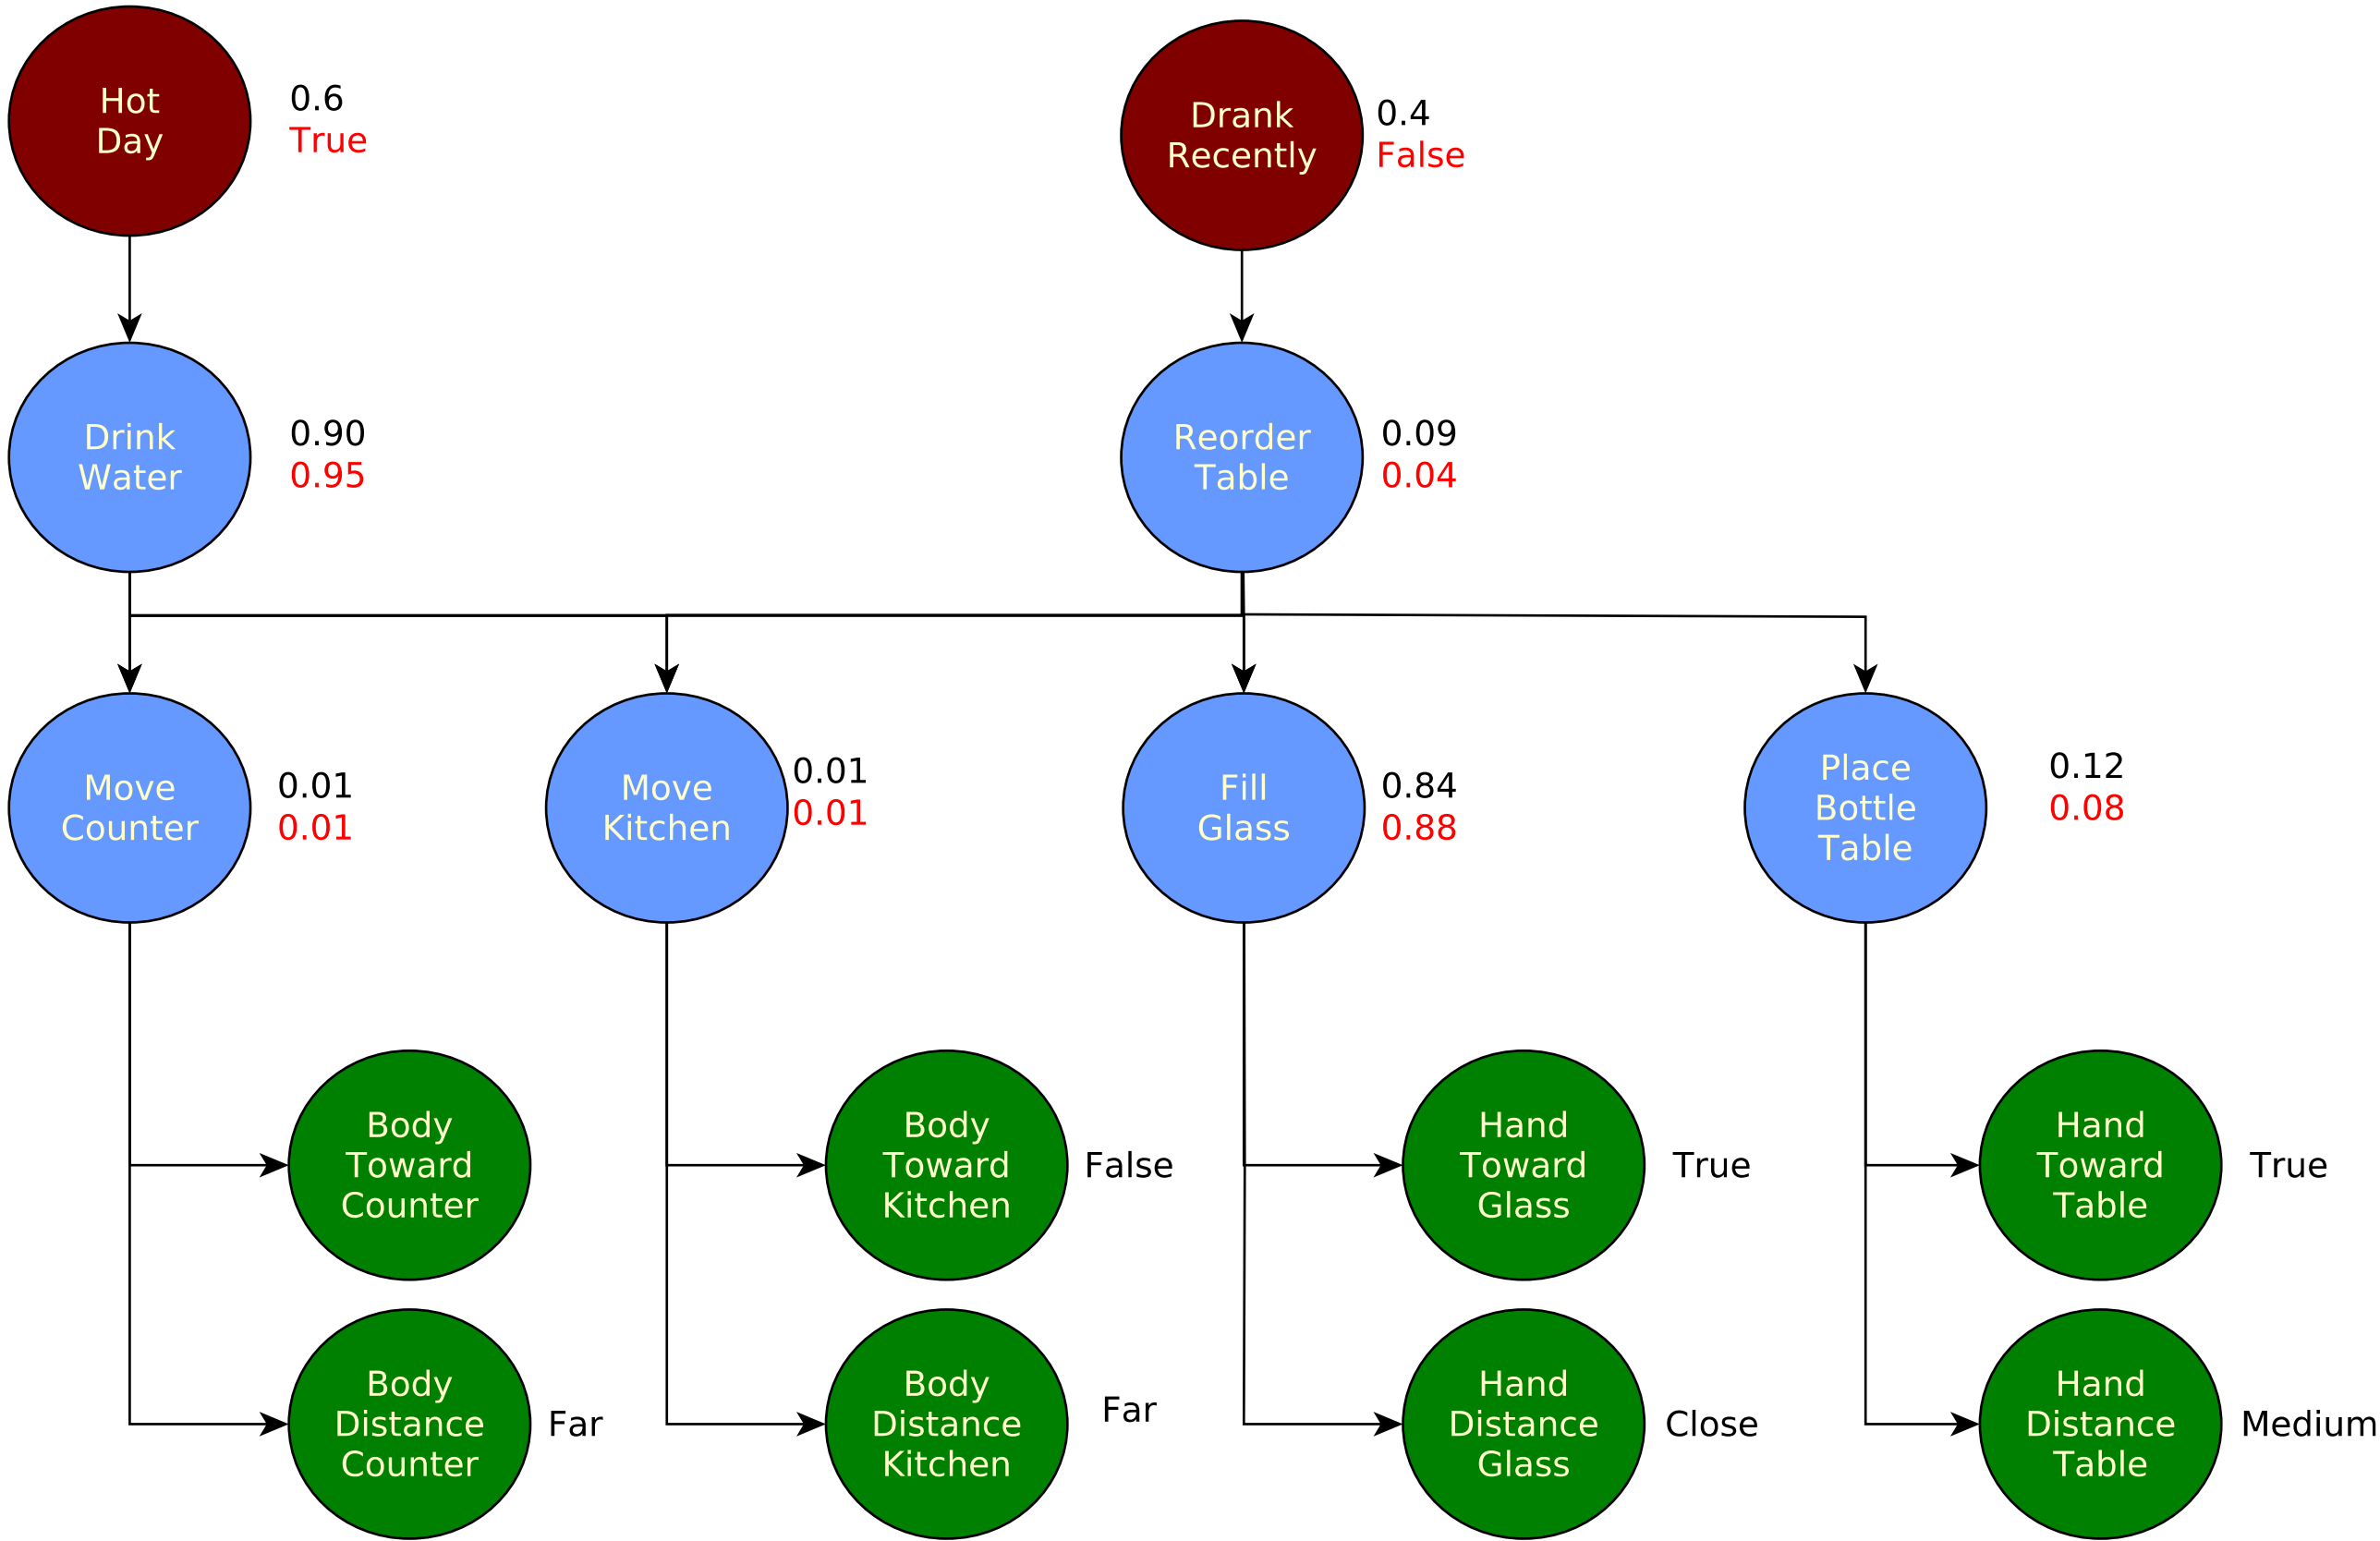 Hot
Day
0.6
True
Drank
Recently
0.4
False
Drink
Water
0.90
0.95
Reorder
Table
0.09
0.04
Move
Counter
0.01
0.01
Move
Kitchen
0.01
0.01
Fill
Glass
0.84
0.88
Place
Bottle
Table
0.12
0.08
Body
Toward
Counter
Body
Toward
Kitchen
False
Hand
Toward
Glass
True
Hand
Toward
Table
True
Body
Distance
Counter
Far
Body
Distance
Kitchen
Far
Hand
Distance
Glass
Close
Hand
Distance
Table
Medium